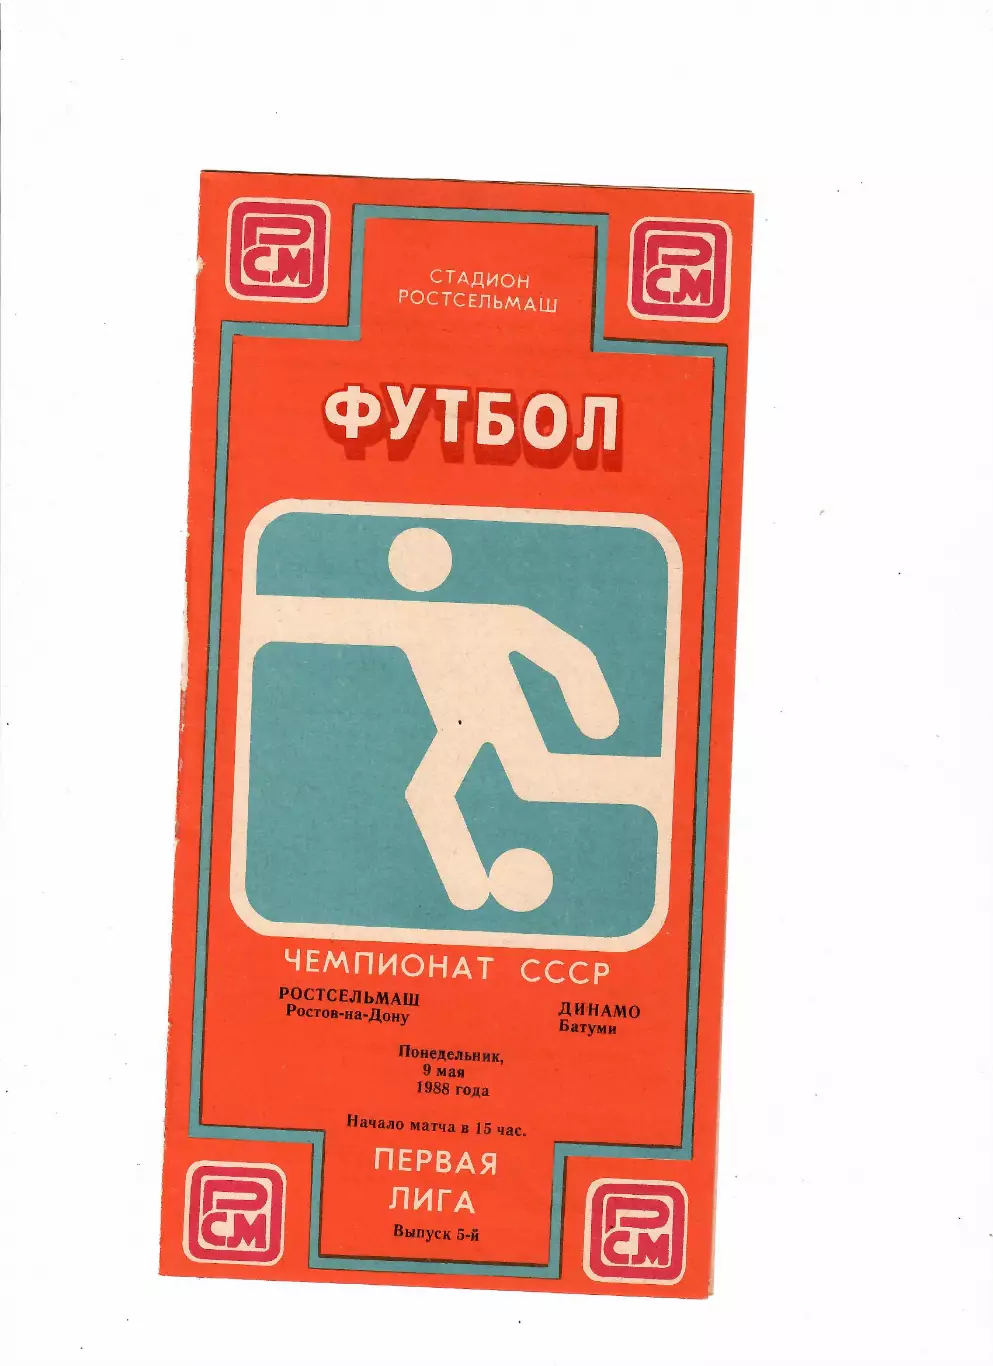 РСМ
РСМ
СТАДИОН
РОСТСЕЛЬМАШ
ФУТБОЛ
ЧЕМПИОНАТ СССР
РОСТСЕЛЬМАШ
Ростов-на-Дону
ДИНАМО
Батуми
Понедельник,
9 мая
1988 года
Начало матча в 15 час.
ПЕРВАЯ
ЛИГА
Выпуск 5-й
РСМ
РСМ